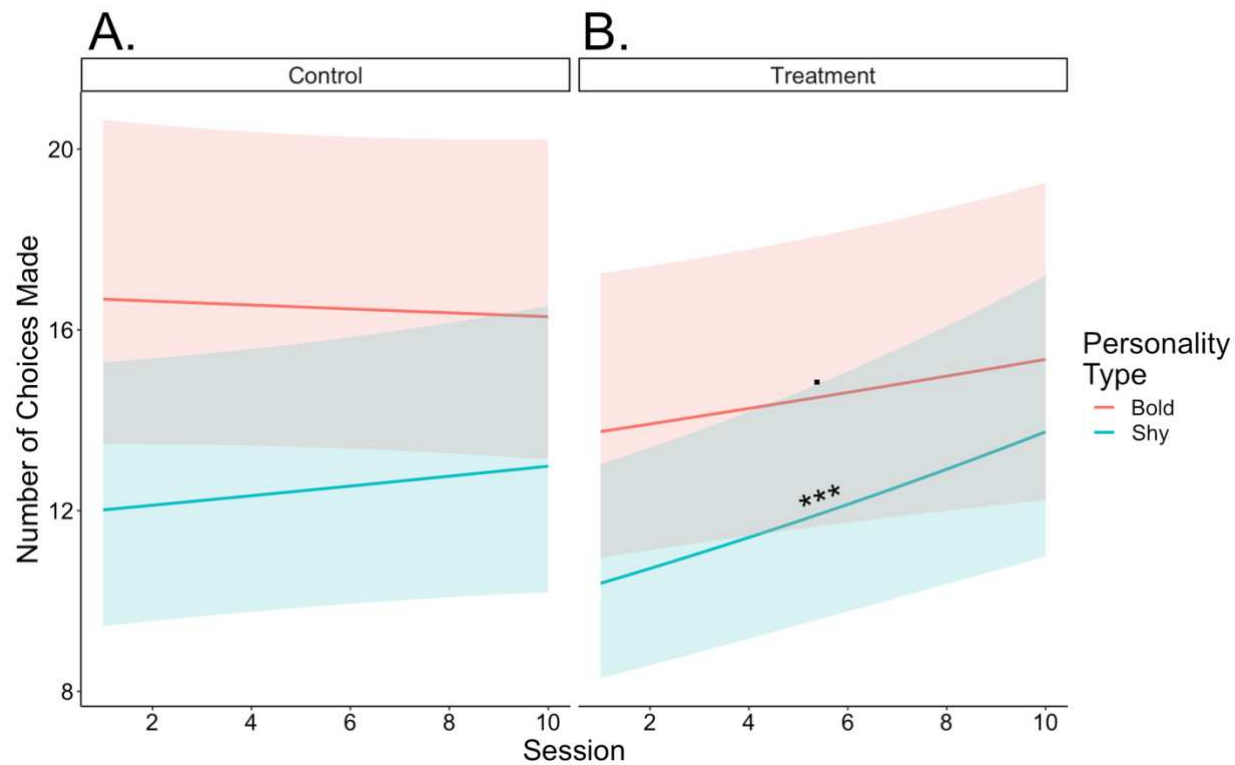 A.
B.
Control
Treatment
20
16
12
8
Number of Choices Made
.
***
2
4
6
8
10
2
4
6
8
10
Session
Personality
Type
Bold
Shy